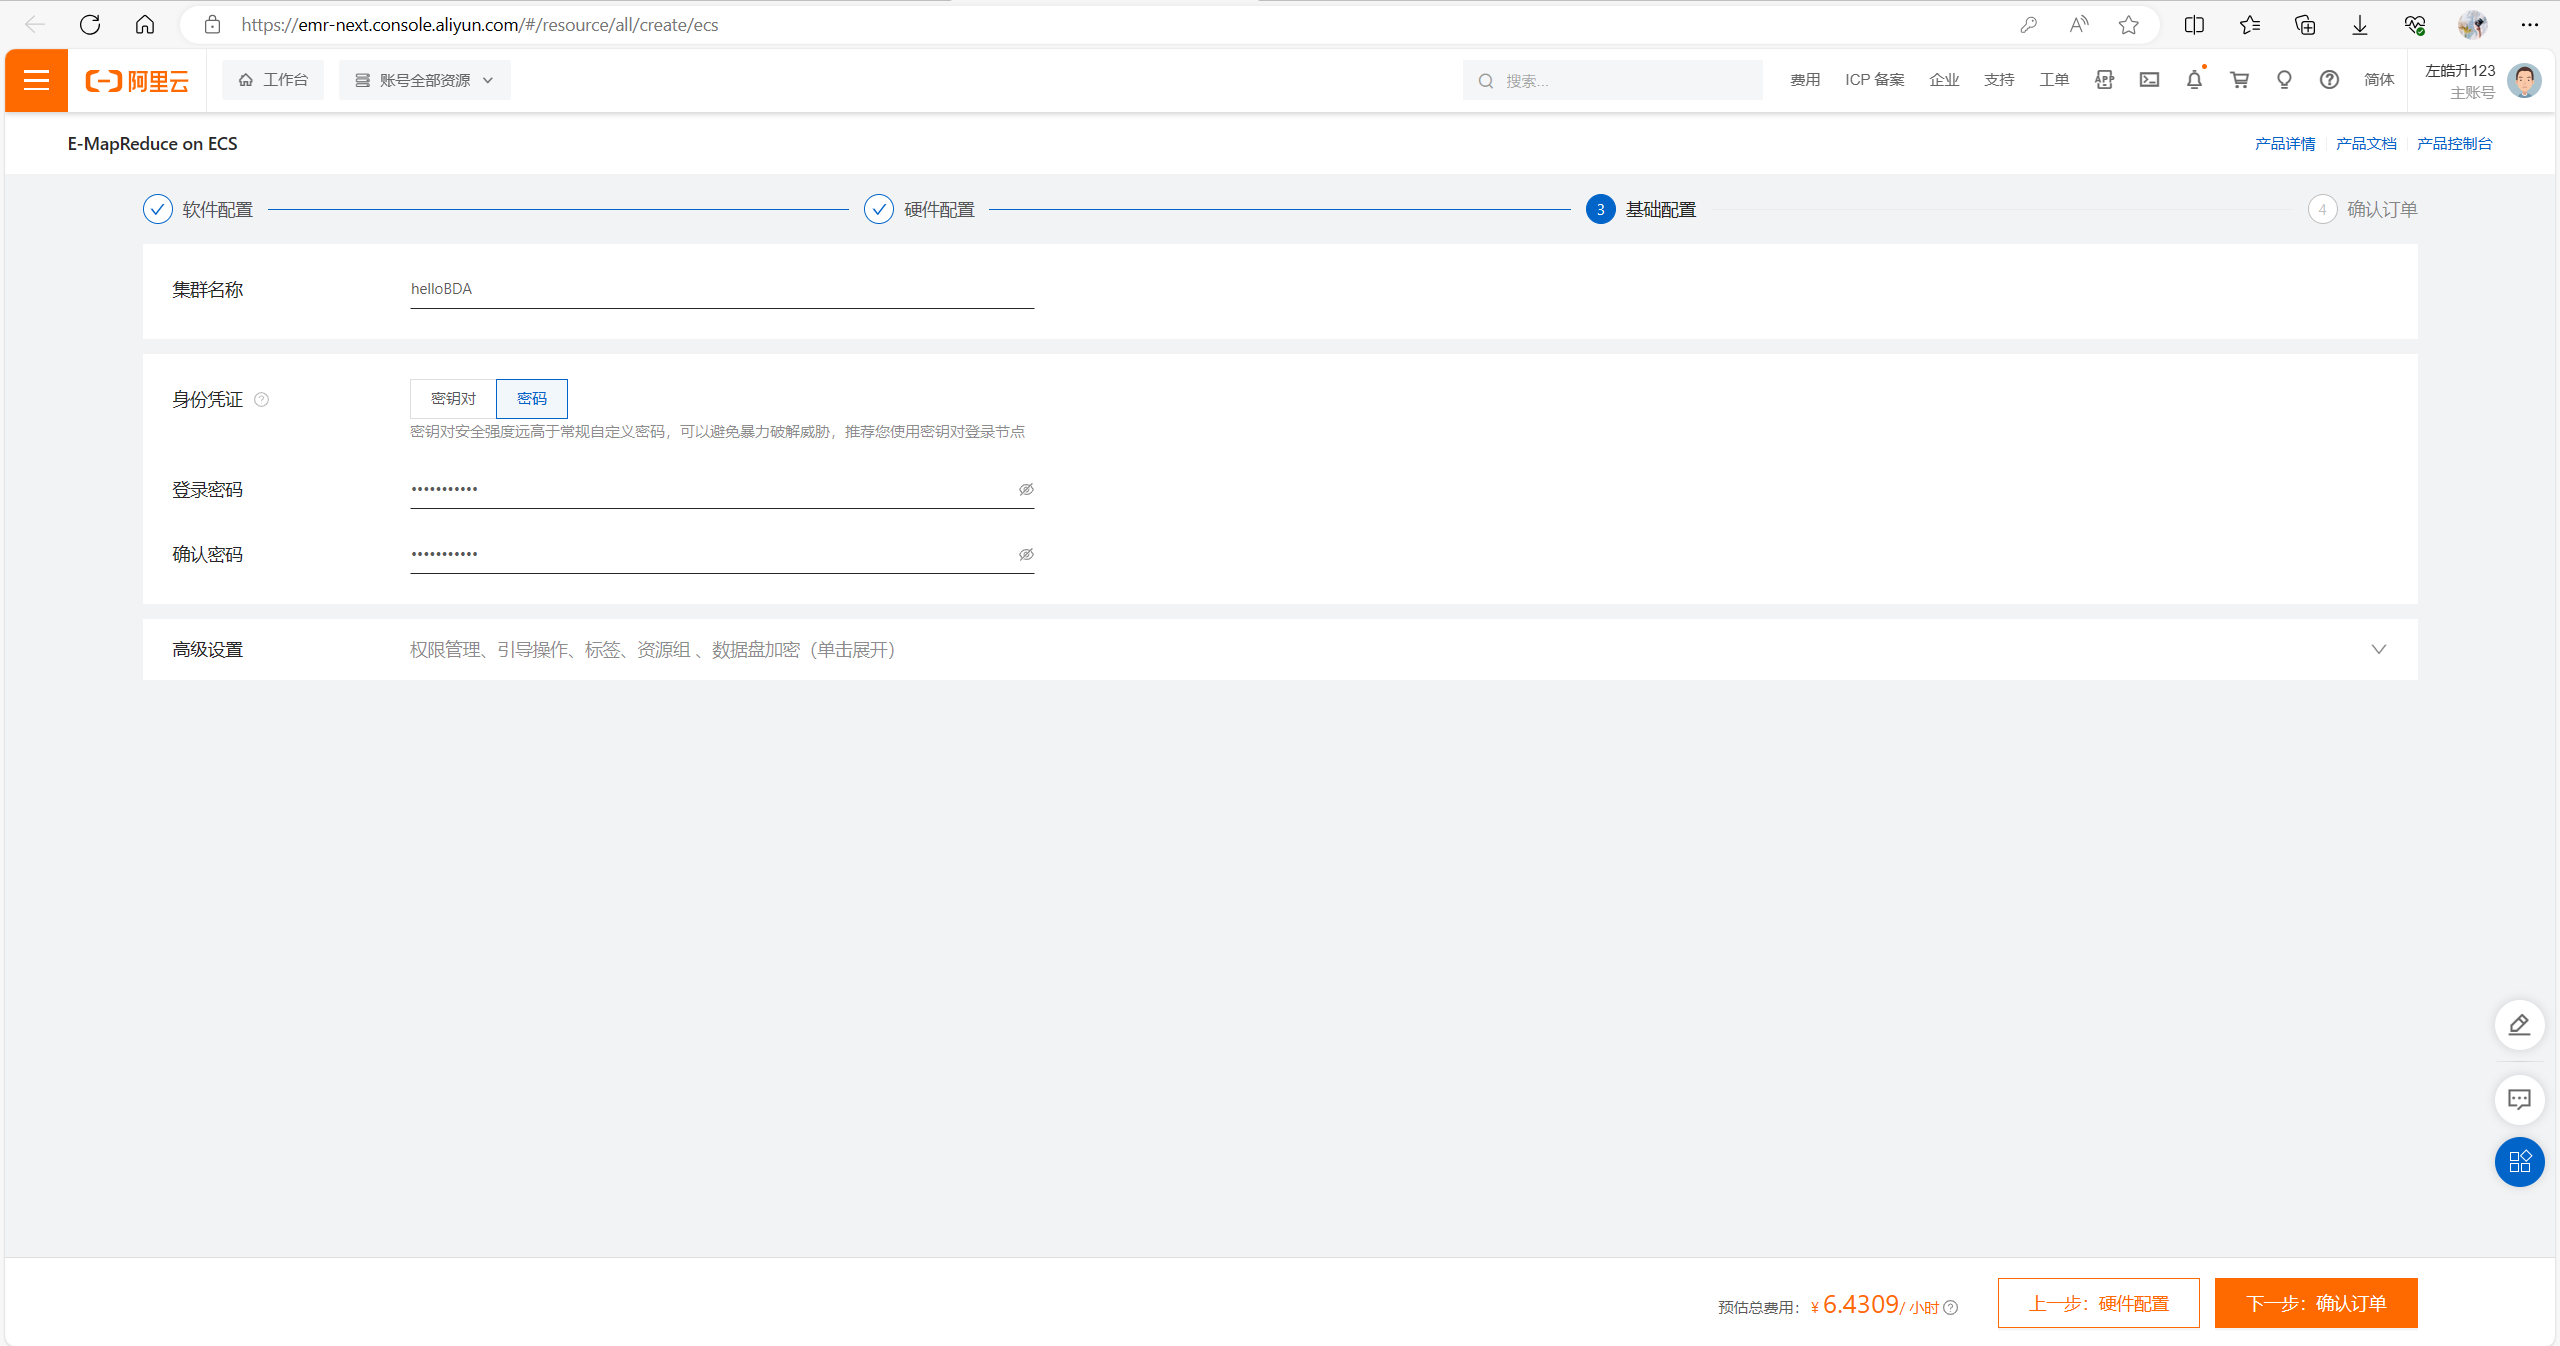 https://emr-next.console.aliyun.com/#/resource/all/create/ecs
阿里云 工作台 账号全部资源 搜索... 费用 ICP 备案 企业 支持 工单 APP 简体 左皓升123
主账号
E-MapReduce on ECS 产品详情 产品文档 产品控制台
软件配置 硬件配置 3 基础配置 4 确认订单
集群名称 helloBDA
身份凭证 密钥对 密码
密钥对安全强度远高于常规自定义密码，可以避免暴力破解威胁，推荐您使用密钥对登录节点
登录密码 •••••••••••
确认密码 •••••••••••
高级设置 权限管理、引导操作、标签、资源组 、数据盘加密（单击展开）
预估总费用： ¥ 6.4309/ 小时 上一步：硬件配置 下一步：确认订单